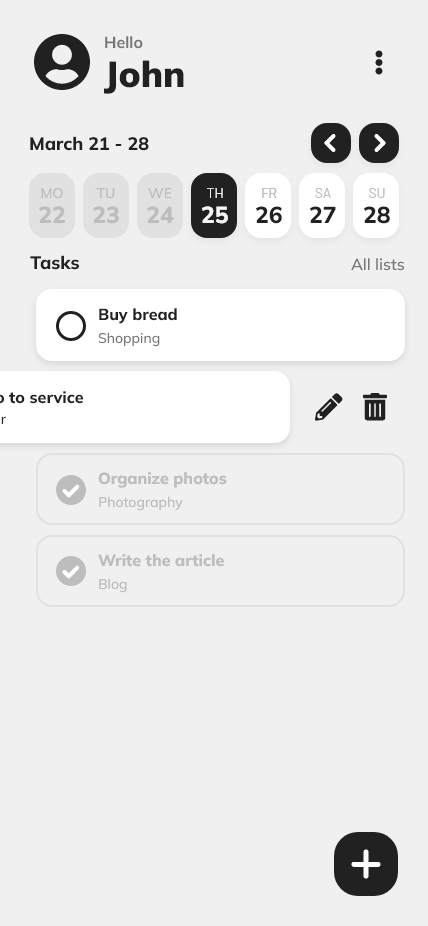 Hello
John
March 21 - 28
MO TU WE TH FR SA SU
22 23 24 25 26 27 28
Tasks All lists
Buy bread
Shopping
to service
Organize photos
Photography
Write the article
Blog